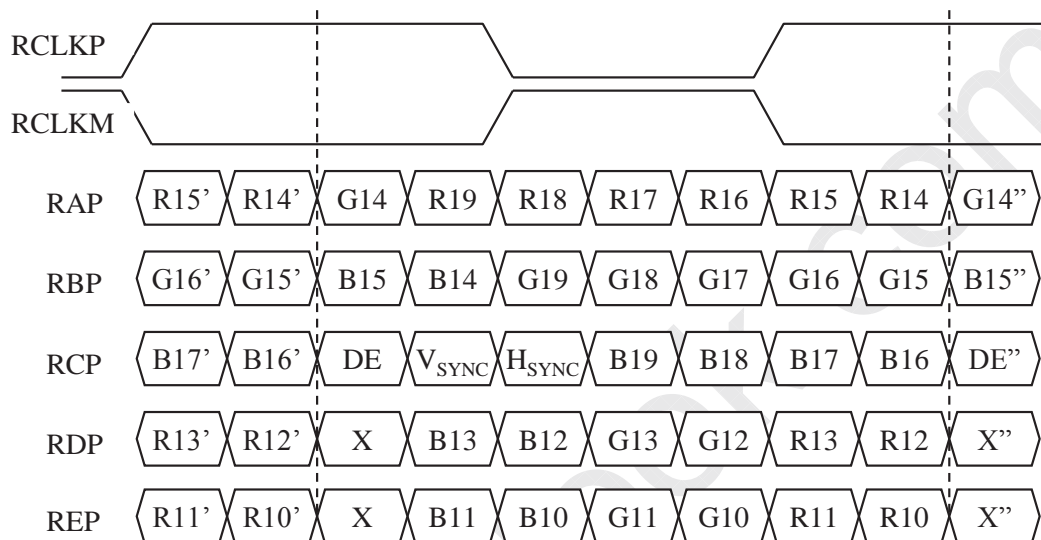 RCLKP
RCLKM
RAP R15’ R14’ G14 R19 R18 R17 R16 R15 R14 G14”
RBP G16’ G15’ B15 B14 G19 G18 G17 G16 G15 B15”
RCP B17’ B16’ DE VSYNC HSYNC B19 B18 B17 B16 DE”
RDP R13’ R12’ X B13 B12 G13 G12 R13 R12 X”
REP R11’ R10’ X B11 B10 G11 G10 R11 R10 X”